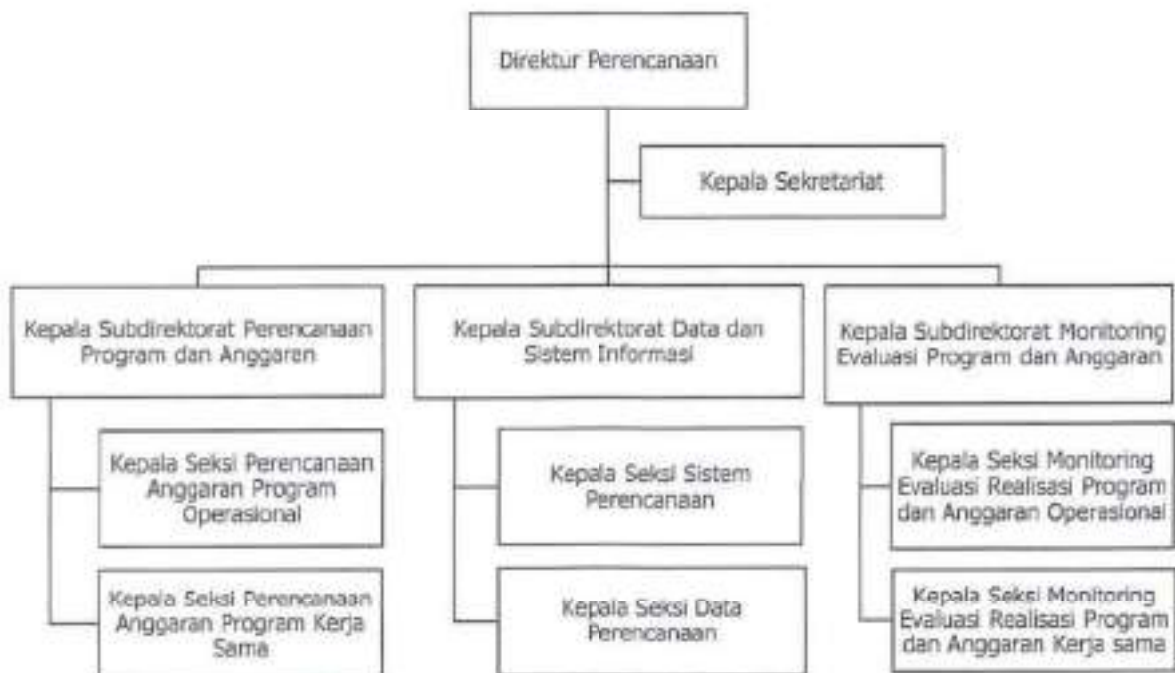 Direktur Perencanaan
Kepala Sekretariat
Kepala Subdirektorat Perencanaan
Program dan Anggaran
Kepala Subdirektorat Data dan
Sistem Informasi
Kepala Subdirektorat Monitoring
Evaluasi Program dan Anggaran
Kepala Seksi Perencanaan
Anggaran Program
Operasional
Kepala Seksi Sistem
Perencanaan
Kepala Seksi Monitoring
Evaluasi Realisasi Program
dan Anggaran Operasional
Kepala Seksi Perencanaan
Anggaran Program Kerja
Sama
Kepala Seksi Data
Perencanaan
Kepala Seksi Monitoring
Evaluasi Realisasi Program
dan Anggaran Kerja sama